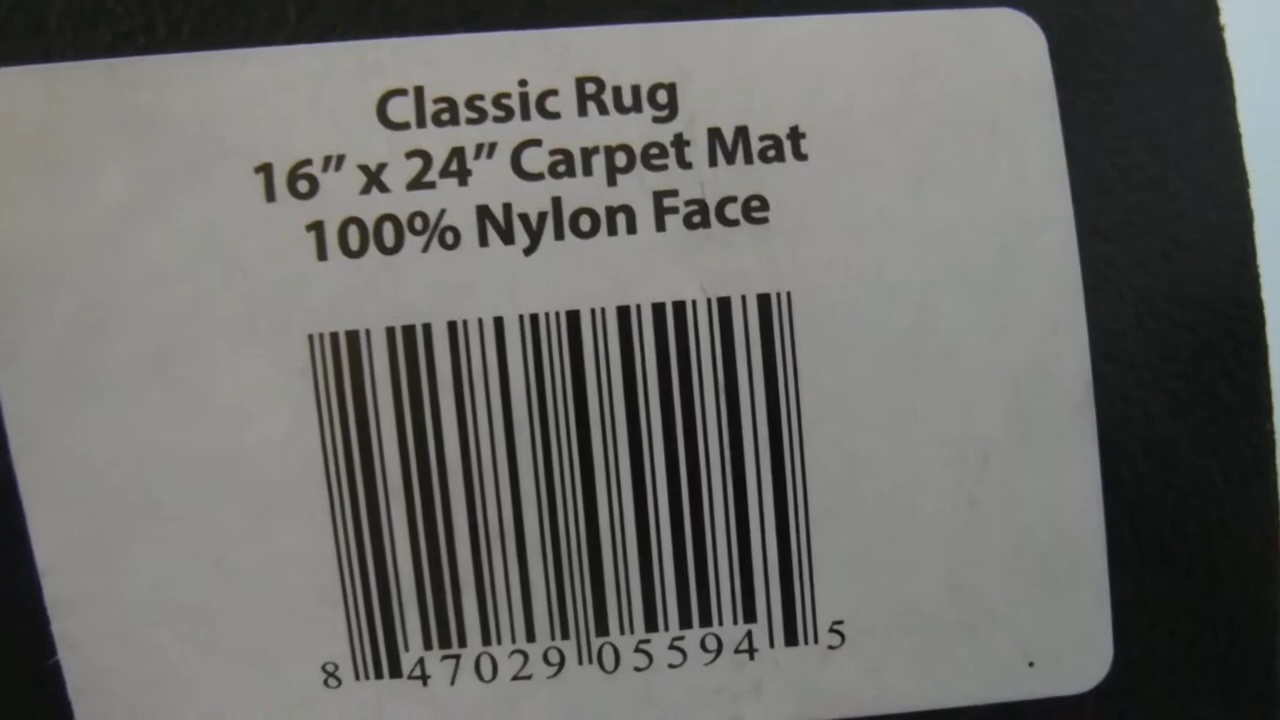 Classic Rug
16” x 24” Carpet Mat
100% Nylon Face
8 47029 05594 5